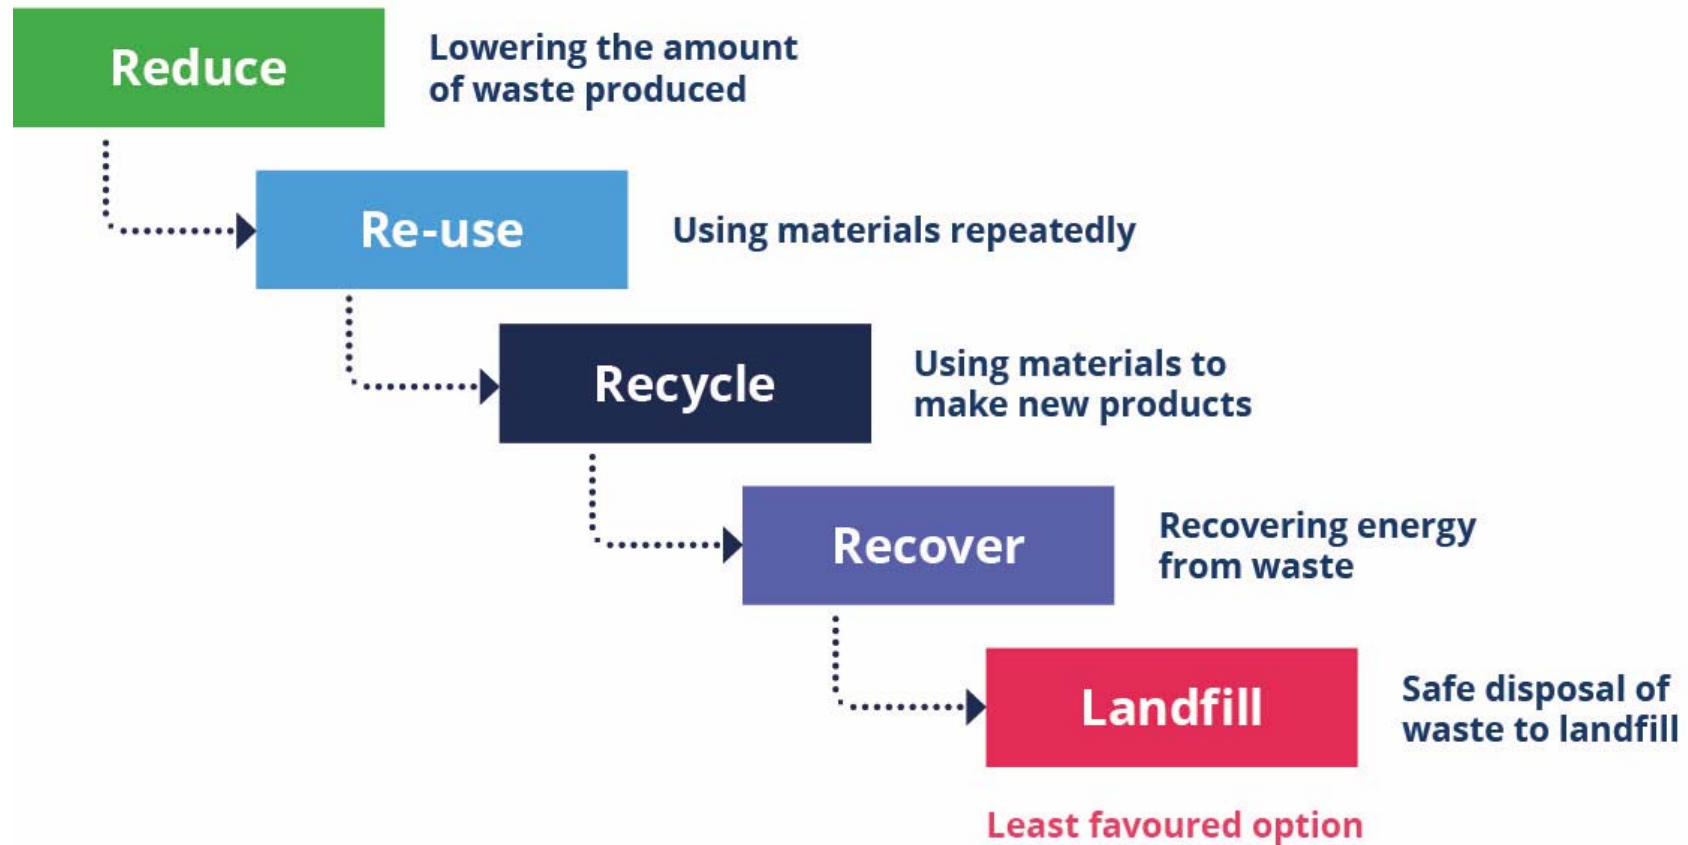 Reduce
Lowering the amount
of waste produced
Re-use
Using materials repeatedly
Recycle
Using materials to
make new products
Recover
Recovering energy
from waste
Landfill
Safe disposal of
waste to landfill
Least favoured option